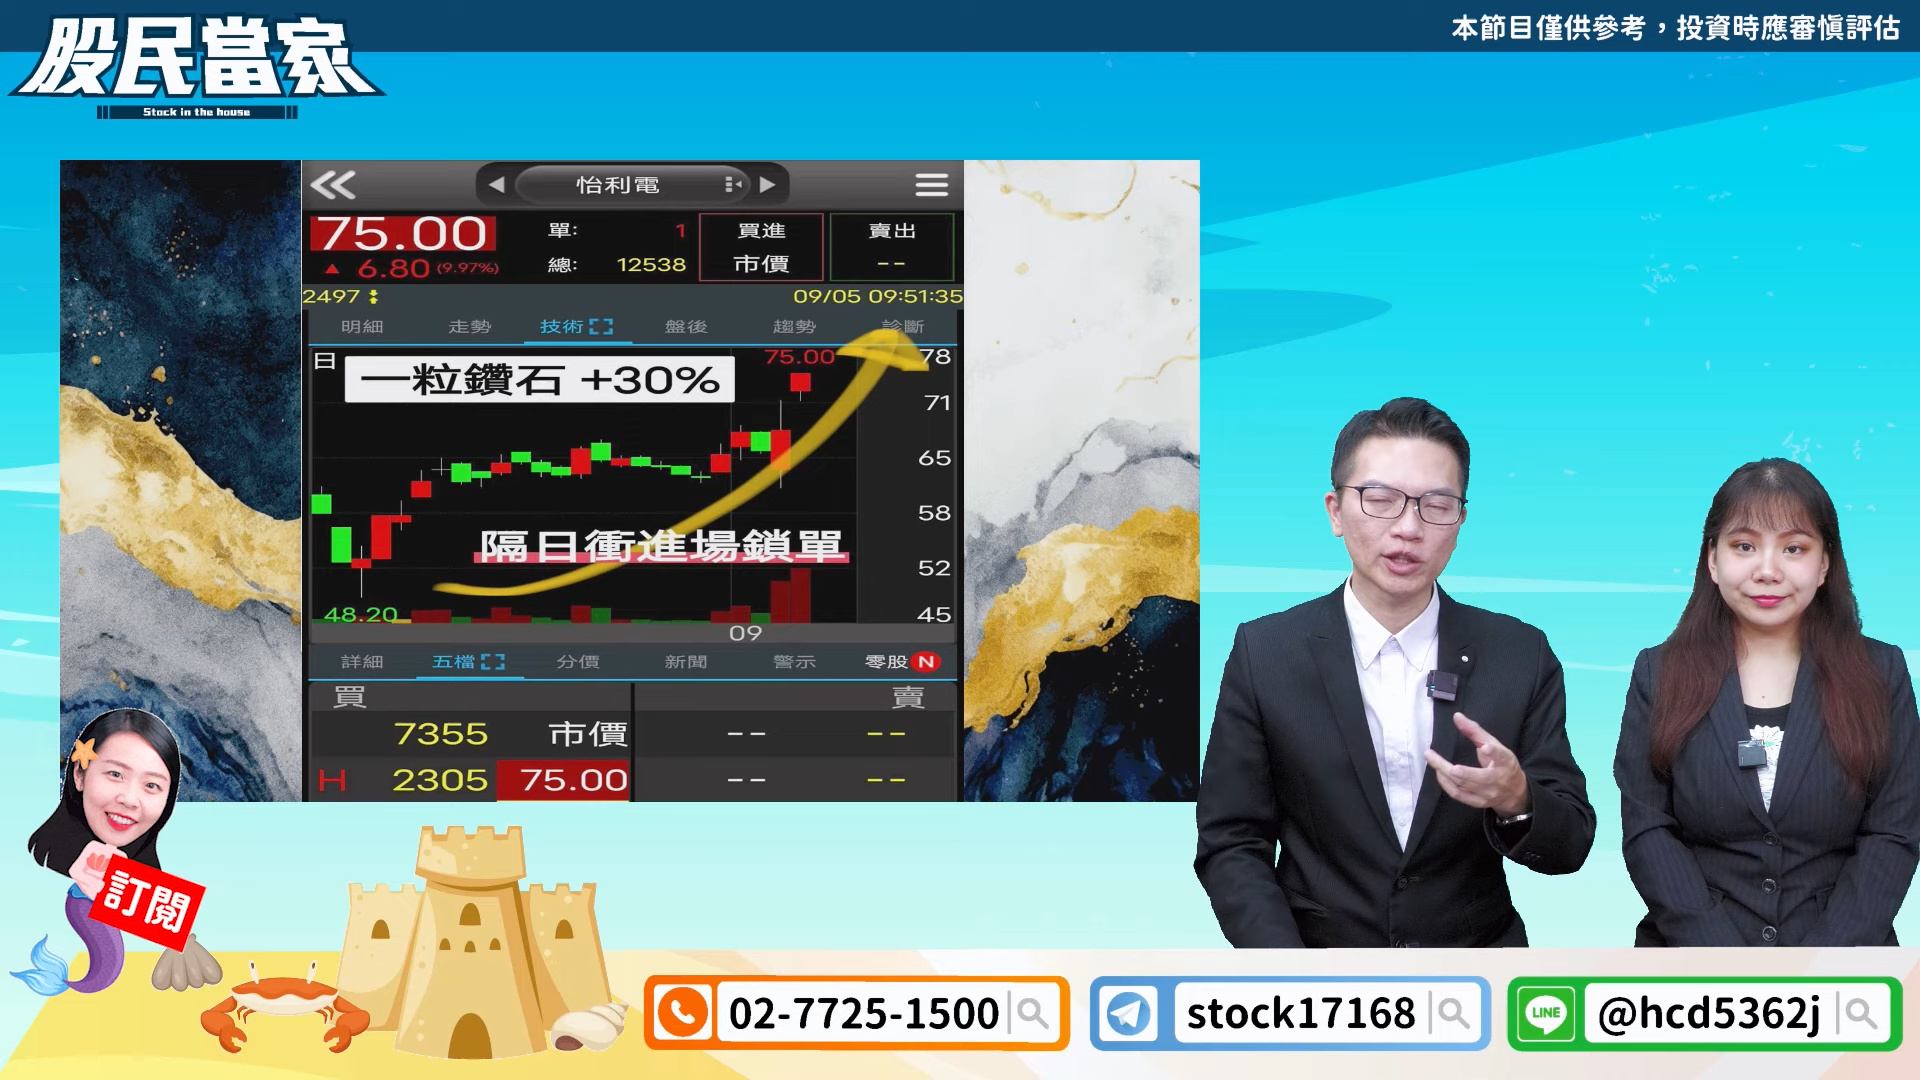 股民當家
Stock in the house
本節目僅供參考，投資時應審慎評估
怡利電
75.00
▲ 6.80 (9.97%)
單: 1
總: 12538
買進
市價
賣出
--
2497
09/05 09:51:35
明細 走勢 技術 盤後 趨勢 診斷
日
一粒鑽石 +30%
75.00
78
71
65
58
52
45
隔日衝進場鎖單
48.20
09
詳細 五檔 分價 新聞 警示 零股 N
買 賣
7355 市價 -- --
H 2305 75.00 -- --
訂閱
02-7725-1500
stock17168
LINE
@hcd5362j